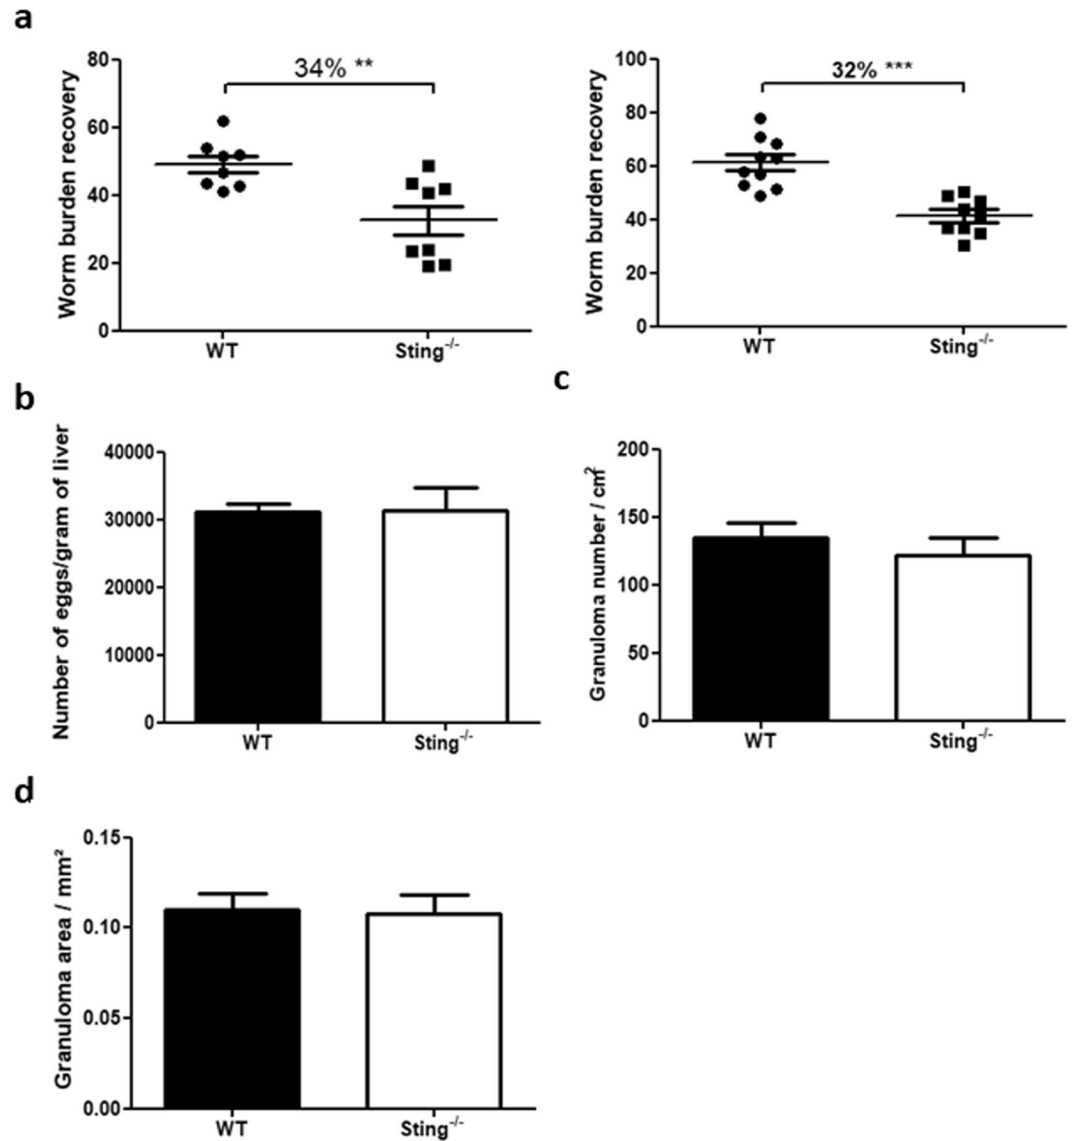 a
Worm burden recovery
80
60
40
20
0
34% **
WT
Sting-/-
Worm burden recovery
100
80
60
40
20
0
32% ***
WT
Sting-/-
b
Number of eggs/gram of liver
40000
30000
20000
10000
0
WT
Sting-/-
c
Granuloma number / cm²
200
150
100
50
0
WT
Sting-/-
d
Granuloma area / mm²
0.15
0.10
0.05
0.00
WT
Sting-/-